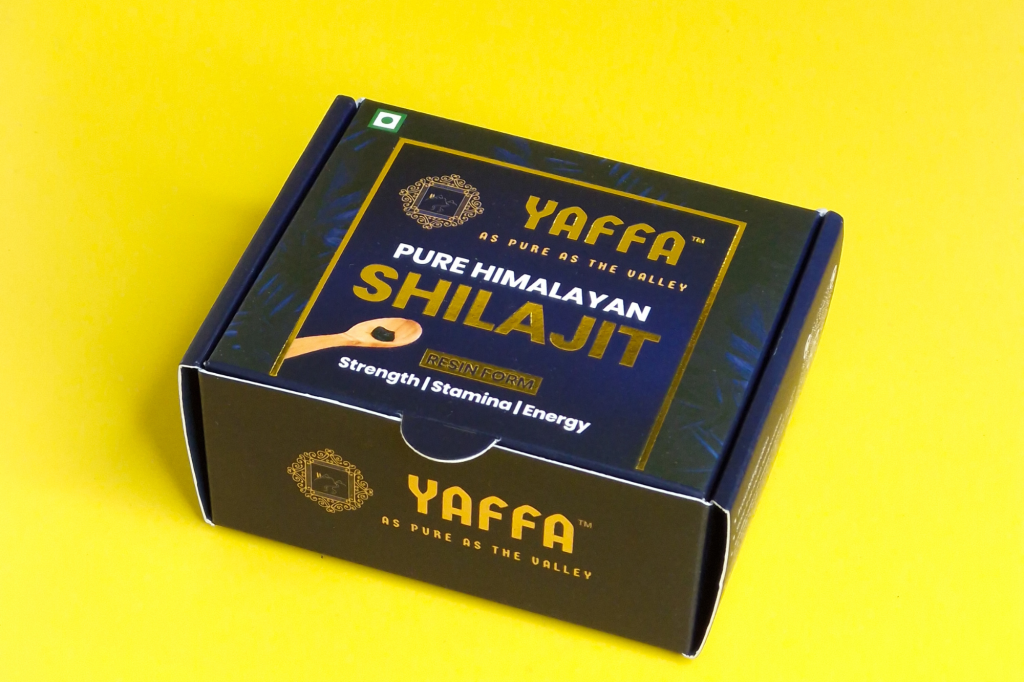 YAFFA™
AS PURE AS THE VALLEY
PURE HIMALAYAN
SHILAJIT
RESIN FORM
Strength | Stamina | Energy
YAFFA™
AS PURE AS THE VALLEY